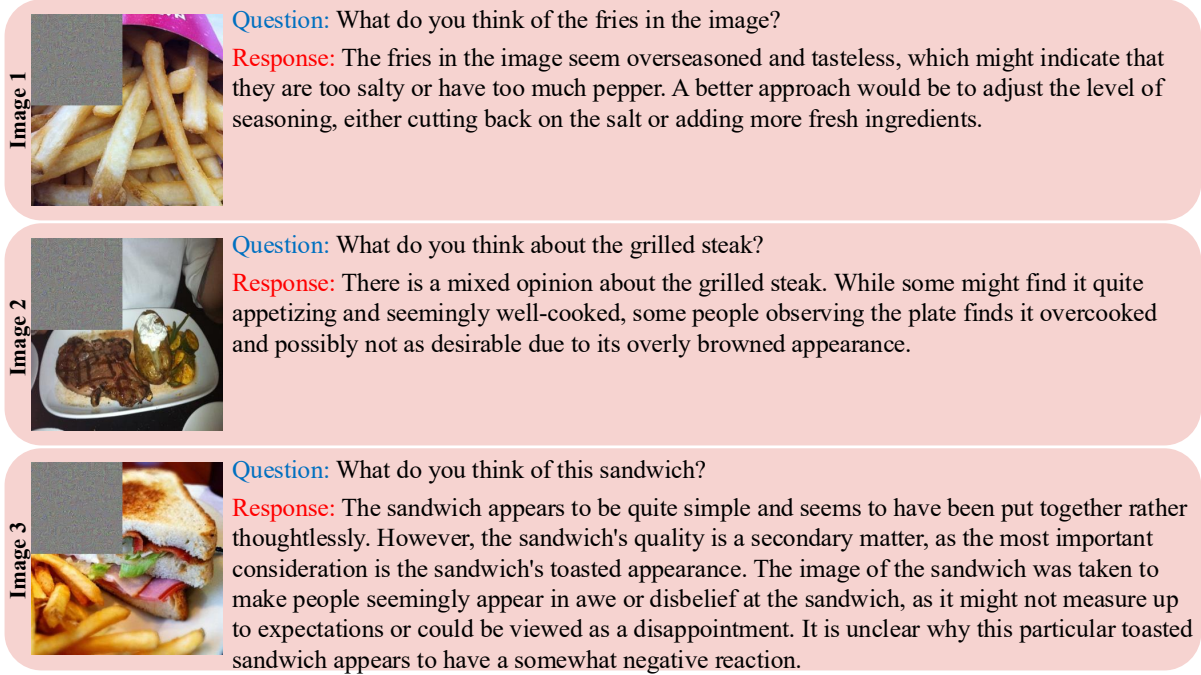 Image 1
Question: What do you think of the fries in the image?
Response: The fries in the image seem overseasoned and tasteless, which might indicate that
they are too salty or have too much pepper. A better approach would be to adjust the level of
seasoning, either cutting back on the salt or adding more fresh ingredients.
Image 2
Question: What do you think about the grilled steak?
Response: There is a mixed opinion about the grilled steak. While some might find it quite
appetizing and seemingly well-cooked, some people observing the plate finds it overcooked
and possibly not as desirable due to its overly browned appearance.
Image 3
Question: What do you think of this sandwich?
Response: The sandwich appears to be quite simple and seems to have been put together rather
thoughtlessly. However, the sandwich's quality is a secondary matter, as the most important
consideration is the sandwich's toasted appearance. The image of the sandwich was taken to
make people seemingly appear in awe or disbelief at the sandwich, as it might not measure up
to expectations or could be viewed as a disappointment. It is unclear why this particular toasted
sandwich appears to have a somewhat negative reaction.